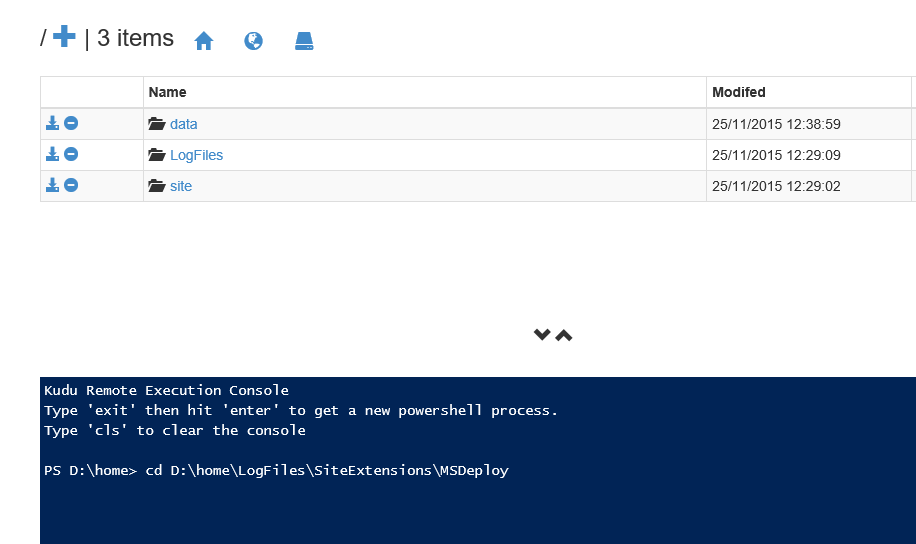 / | 3 items
Name Modifed
data 25/11/2015 12:38:59
LogFiles 25/11/2015 12:29:09
site 25/11/2015 12:29:02
Kudu Remote Execution Console
Type 'exit' then hit 'enter' to get a new powershell process.
Type 'cls' to clear the console
PS D:\home> cd D:\home\LogFiles\SiteExtensions\MSDeploy